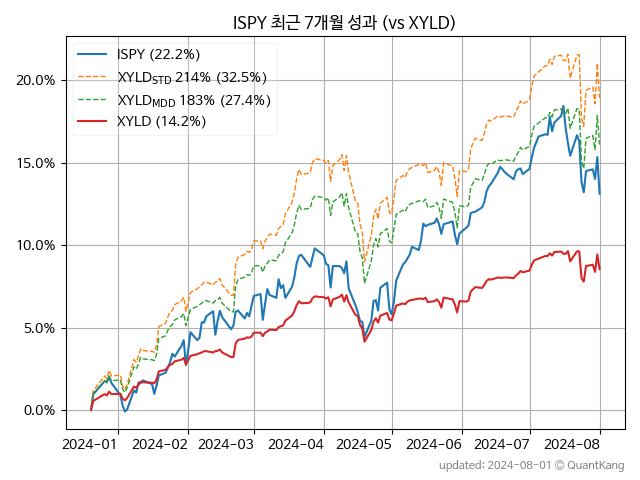 ISPY 최근 7개월 성과 (vs XYLD)
ISPY (22.2%)
XYLD_STD 214% (32.5%)
XYLD_MDD 183% (27.4%)
XYLD (14.2%)
20.0%
15.0%
10.0%
5.0%
0.0%
2024-01 2024-02 2024-03 2024-04 2024-05 2024-06 2024-07 2024-08
updated: 2024-08-01 © QuantKang